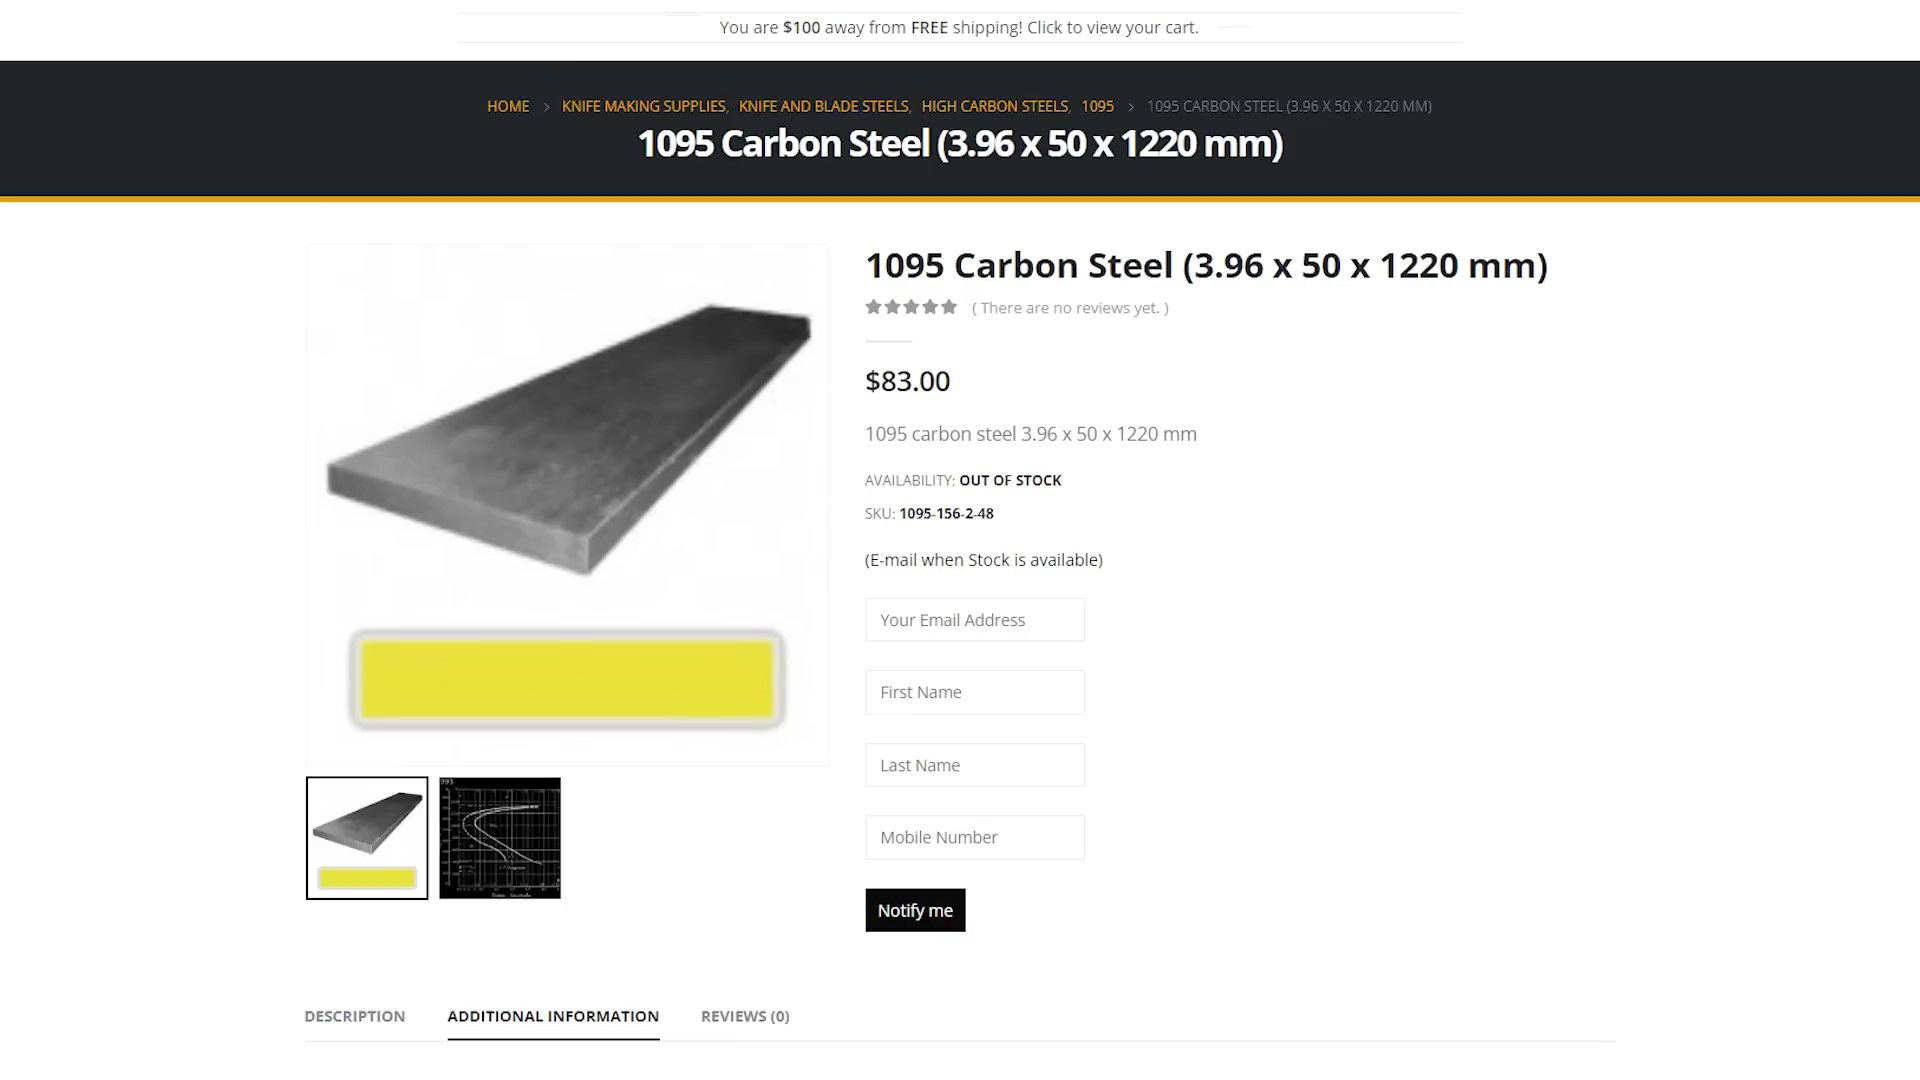 You are $100 away from FREE shipping! Click to view your cart.
HOME > KNIFE MAKING SUPPLIES, KNIFE AND BLADE STEELS, HIGH CARBON STEELS, 1095 > 1095 CARBON STEEL (3.96 X 50 X 1220 MM)
1095 Carbon Steel (3.96 x 50 x 1220 mm)
1095 Carbon Steel (3.96 x 50 x 1220 mm)
( There are no reviews yet. )
$83.00
1095 carbon steel 3.96 x 50 x 1220 mm
AVAILABILITY: OUT OF STOCK
SKU: 1095-156-2-48
(E-mail when Stock is available)
Your Email Address
First Name
Last Name
Mobile Number
Notify me
DESCRIPTION
ADDITIONAL INFORMATION
REVIEWS (0)